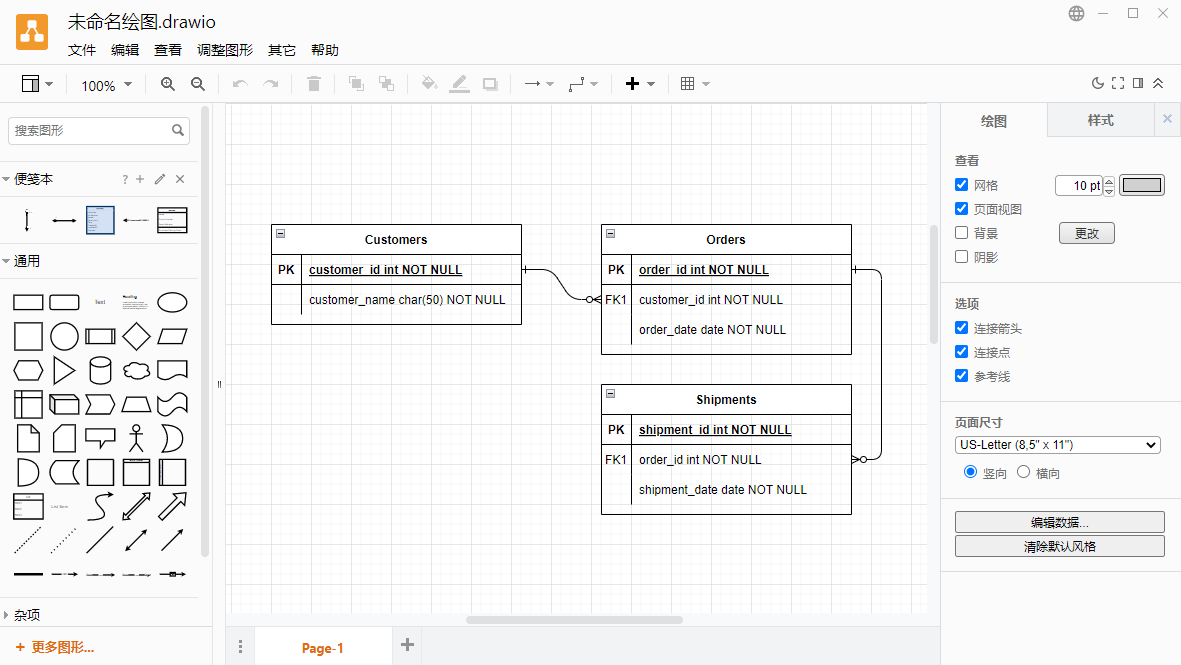 未命名绘图.drawio
文件 编辑 查看 调整图形 其它 帮助
100%
搜索图形
便笺本 ?
通用
Text
Heading
List Item
杂项
+ 更多图形...
Customers
PK customer_id int NOT NULL
customer_name char(50) NOT NULL
Orders
PK order_id int NOT NULL
FK1 customer_id int NOT NULL
order_date date NOT NULL
Shipments
PK shipment_id int NOT NULL
FK1 order_id int NOT NULL
shipment_date date NOT NULL
Page-1
绘图 样式
查看
网格 10 pt
页面视图
背景 更改
阴影
选项
连接箭头
连接点
参考线
页面尺寸
US-Letter (8,5" x 11")
竖向 横向
编辑数据...
清除默认风格